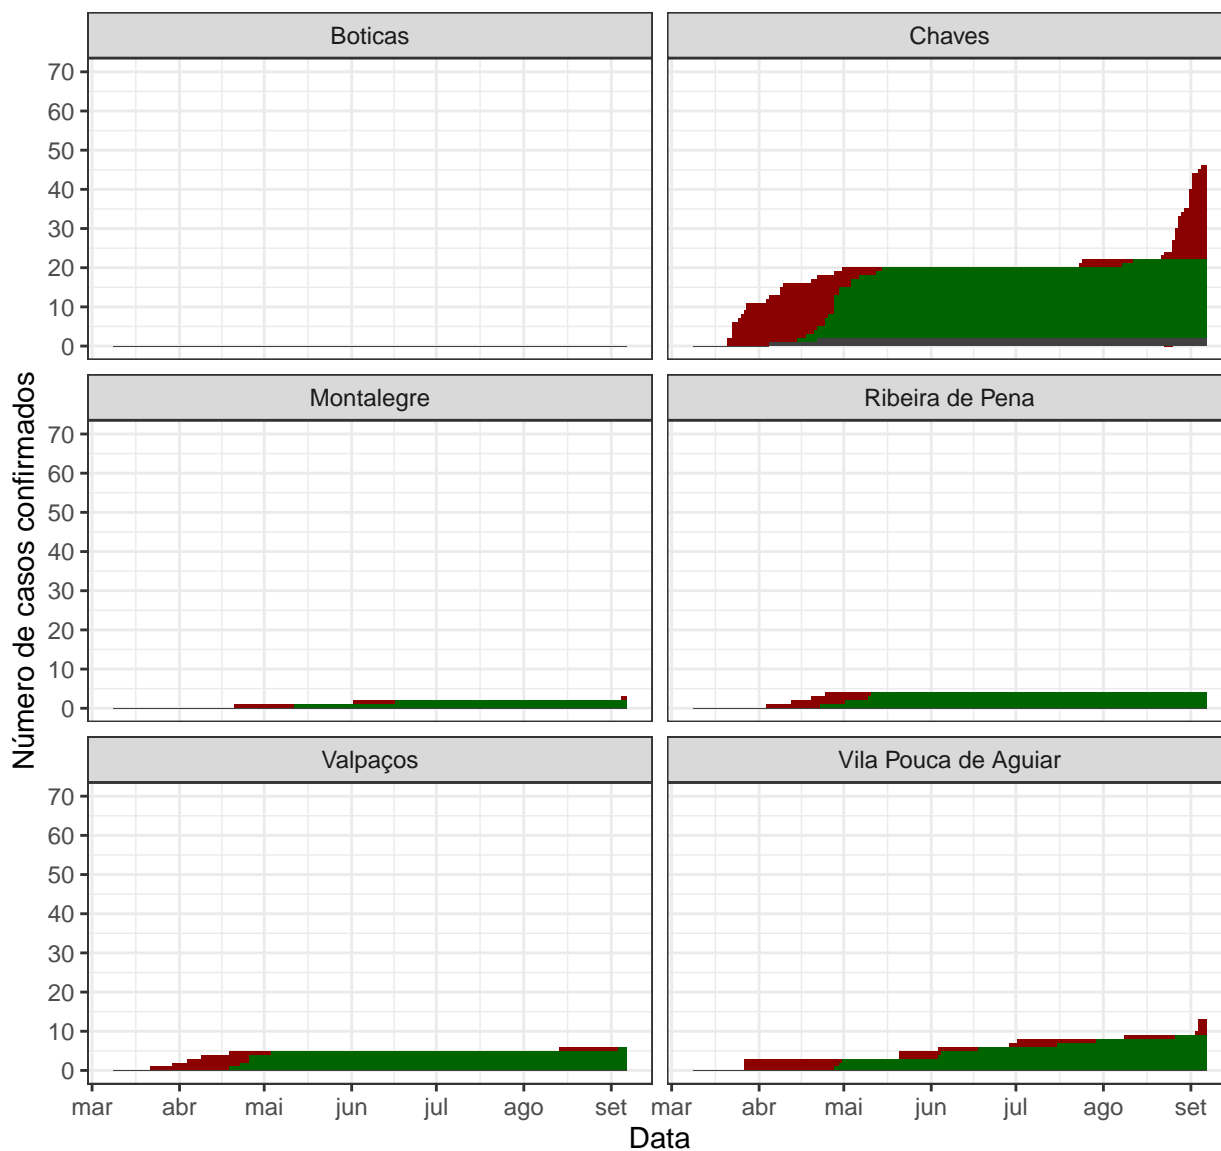 Boticas
Chaves
70
60
50
40
30
20
10
0
Montalegre
Ribeira de Pena
70
60
50
40
30
20
10
0
Valpaços
Vila Pouca de Aguiar
70
60
50
40
30
20
10
0
mar abr mai jun jul ago set
mar abr mai jun jul ago set
Data
Número de casos confirmados